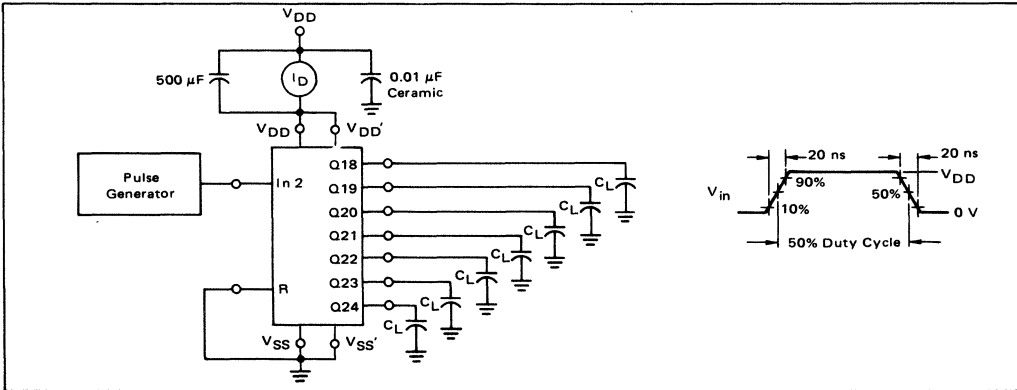 VDD
500 μF
ID
0.01 μF
Ceramic
VDD
VDD'
Pulse
Generator
In 2
R
Q18
Q19
Q20
Q21
Q22
Q23
Q24
CL
CL
CL
CL
CL
CL
CL
VSS
VSS'
20 ns
20 ns
Vin
90%
10%
50%
VDD
0 V
50% Duty Cycle